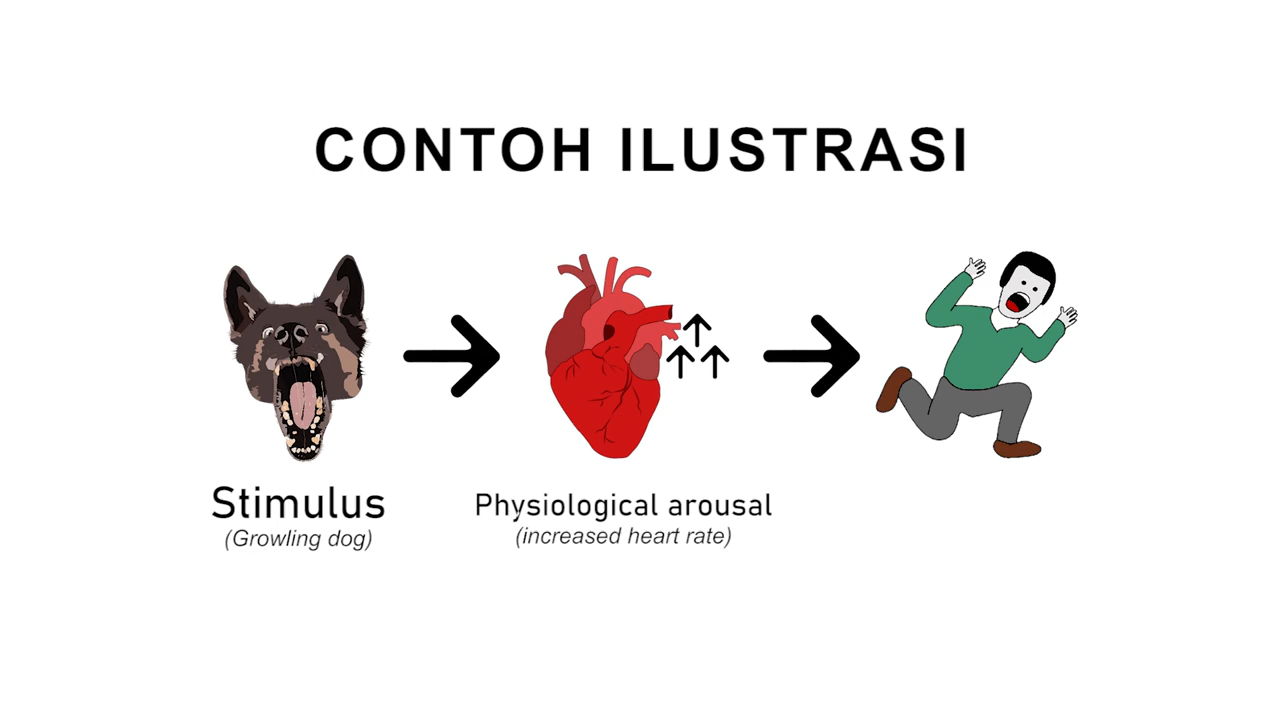 CONTOH ILUSTRASI
Stimulus
(Growling dog)
Physiological arousal
(increased heart rate)